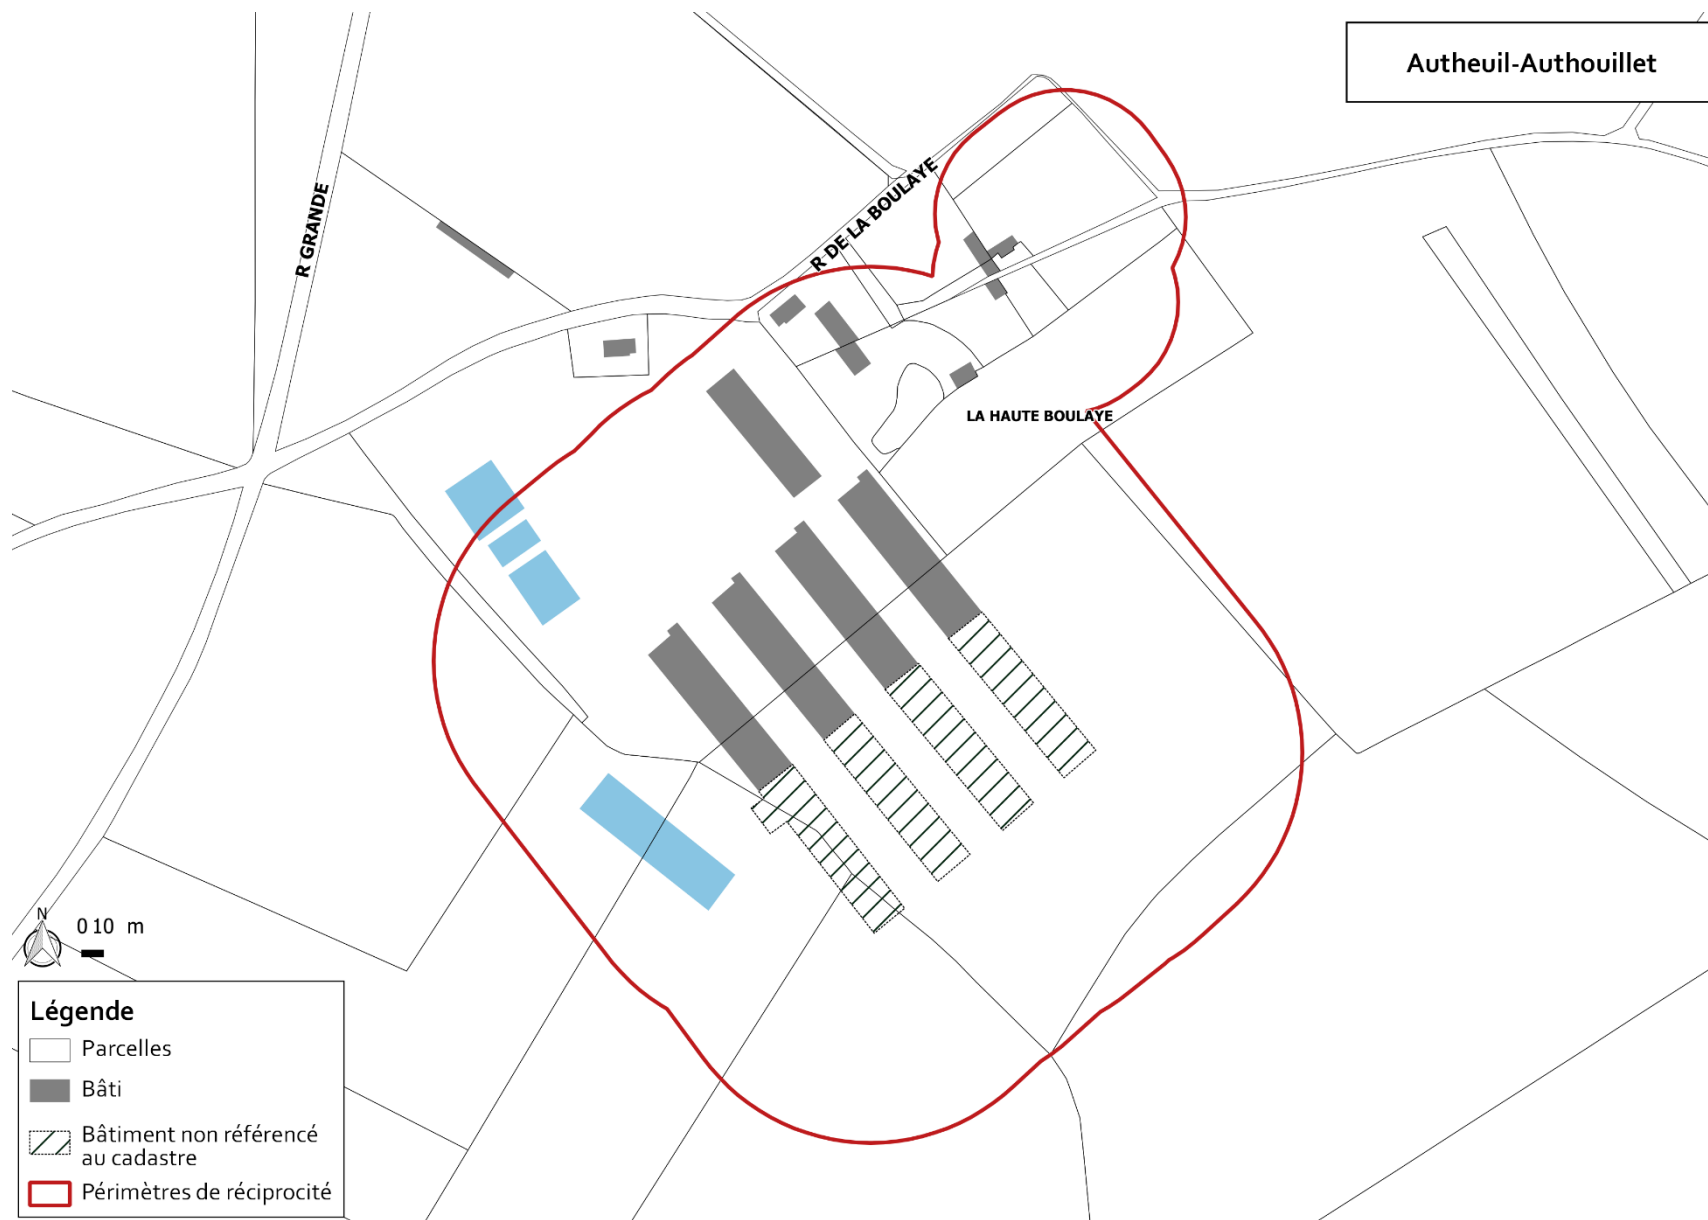 Autheuil-Authouillet
R GRANDE
R DE LA BOULAYE
LA HAUTE BOULAYE
N
0 10 m
Légende
Parcelles
Bâti
Bâtiment non référencé
au cadastre
Périmètres de réciprocité